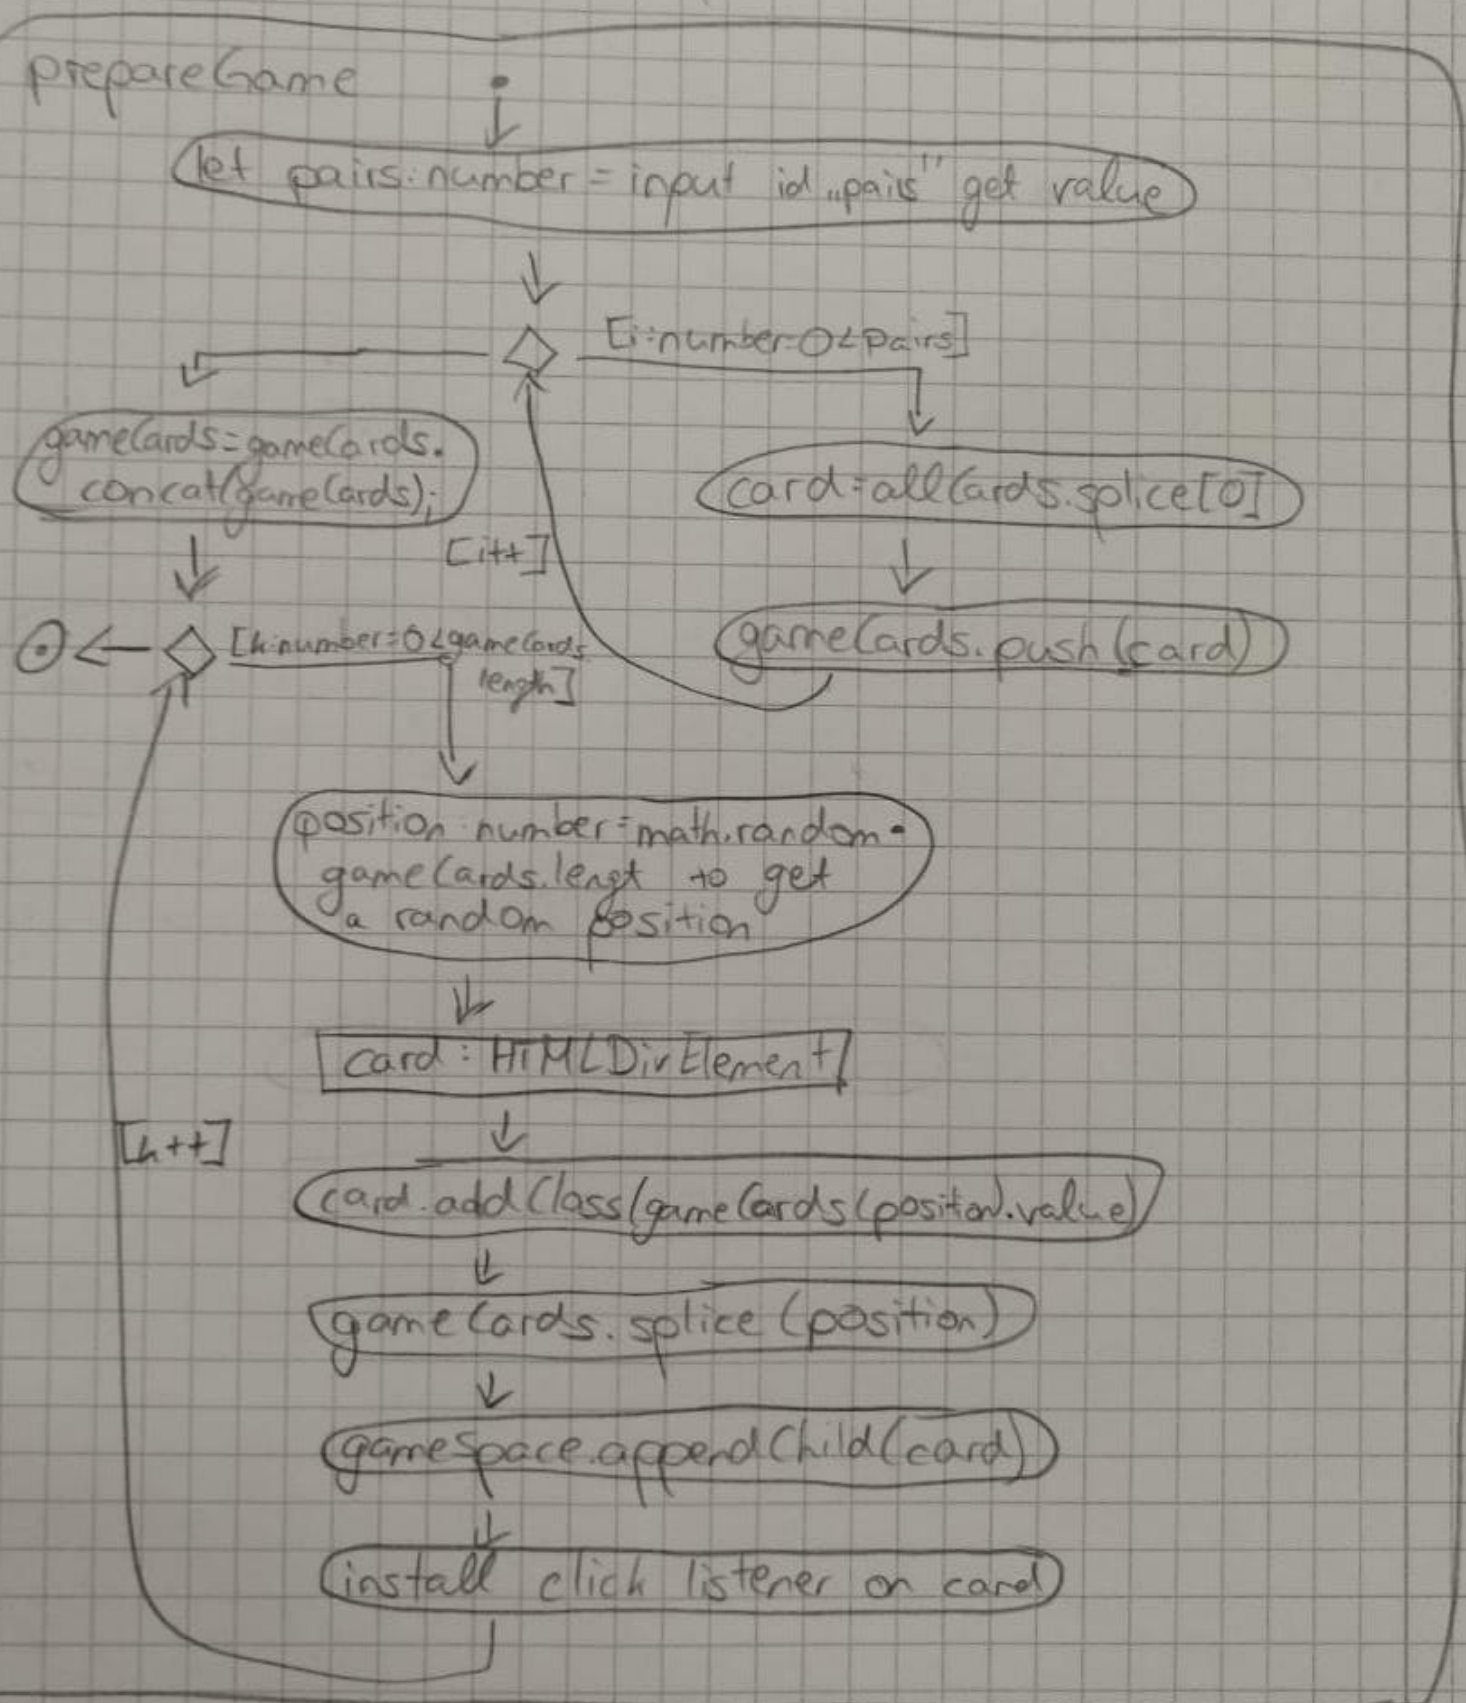 prepareGame
let pairs:number = input id „pairs" get value
[i:number=0<pairs]
gameCards=gameCards.
concat(gameCards);
card=allCards.splice[0]
[i++]
gameCards.push(card)
[h:number=0<gameCards
length]
position:number=math.random·
gameCards.lengt to get
a random position
card: HTMLDivElement
[h++]
card.addClass(gameCards(positon).value)
gameCards.splice(position)
gamespace.appendChild(card)
install click listener on card